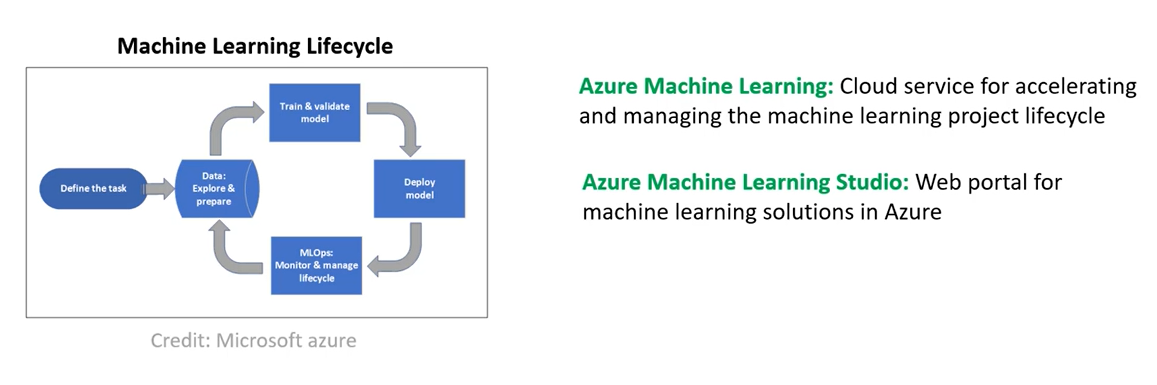 Machine Learning Lifecycle
Define the task
Data:
Explore &
prepare
Train & validate
model
Deploy
model
MLOps:
Monitor & manage
lifecycle
Credit: Microsoft azure
Azure Machine Learning: Cloud service for accelerating
and managing the machine learning project lifecycle
Azure Machine Learning Studio: Web portal for
machine learning solutions in Azure